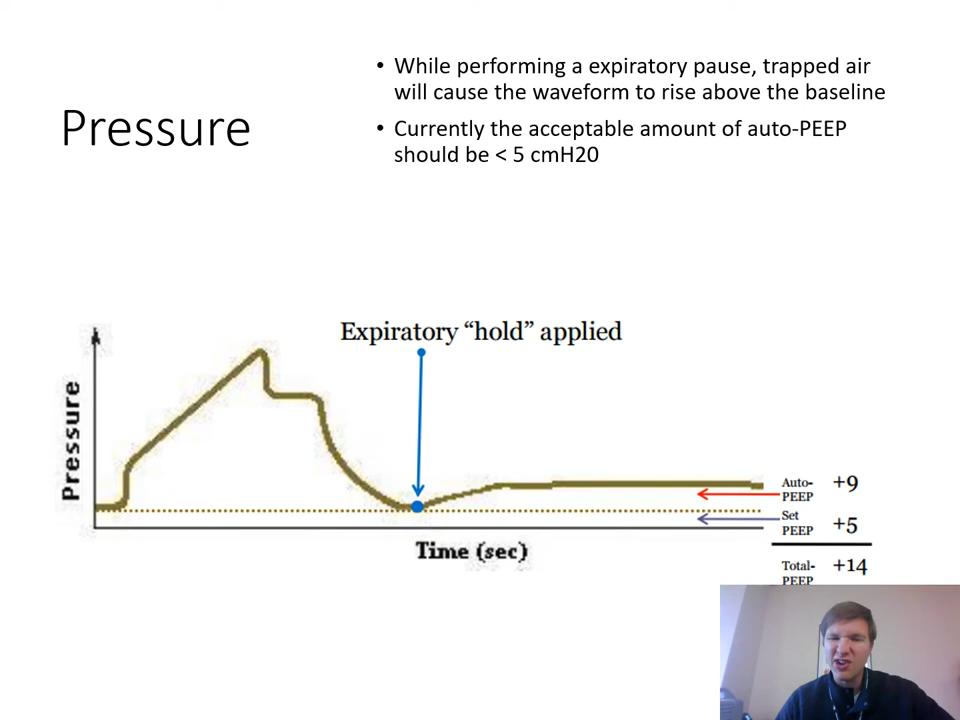 Pressure
• While performing a expiratory pause, trapped air
will cause the waveform to rise above the baseline
• Currently the acceptable amount of auto-PEEP
should be < 5 cmH20
Expiratory “hold” applied
Pressure
Auto-
PEEP
+9
Set
PEEP
+5
Time (sec)
Total-
PEEP
+14